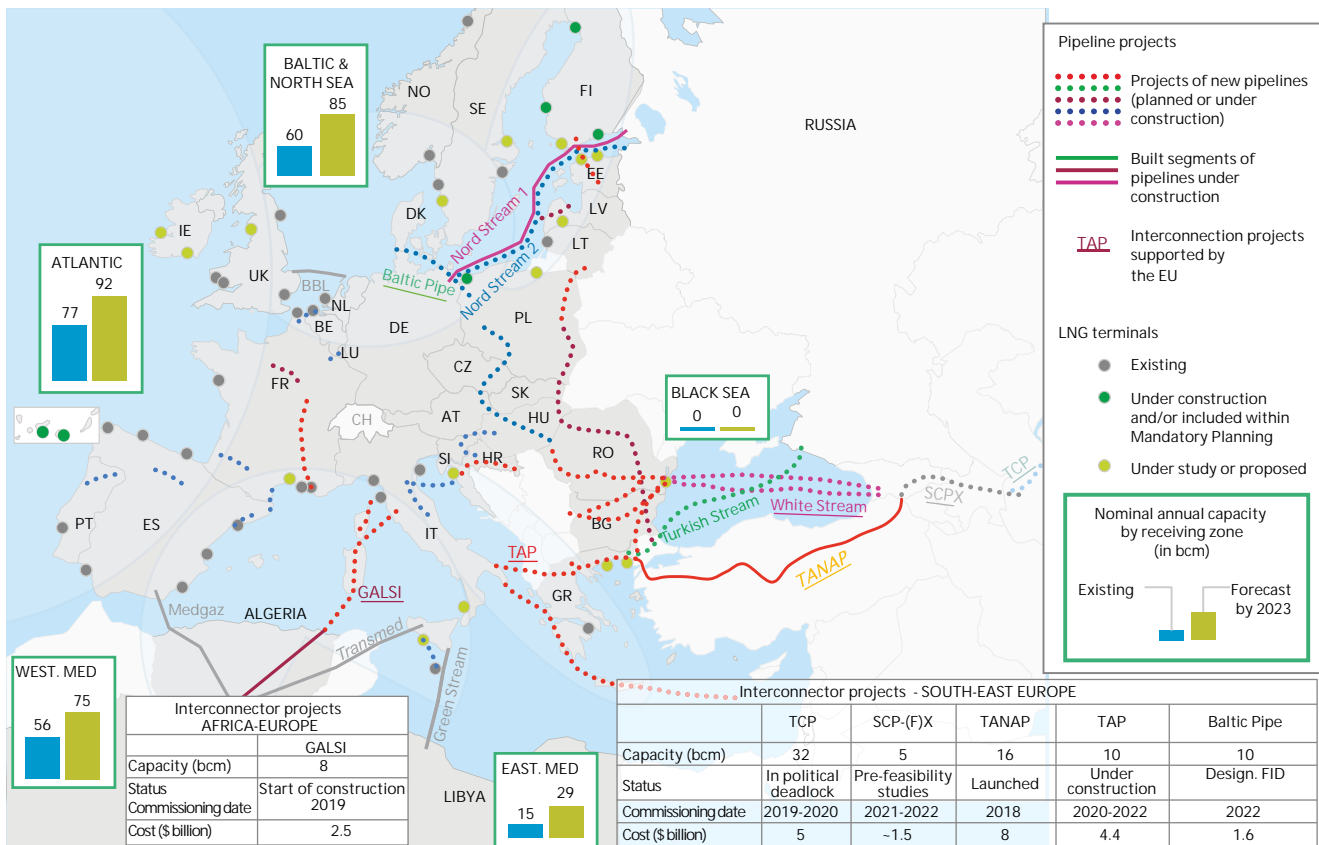 BALTIC &
NORTH SEA
60
85
NO
SE
FI
RUSSIA
EE
LV
LT
DK
Nord Stream 1
Nord Stream 2
Baltic Pipe
IE
UK
BBL
NL
BE
LU
DE
PL
CZ
SK
ATLANTIC
77
92
FR
CH
AT
HU
SI
HR
RO
BLACK SEA
0
0
PT
ES
IT
BG
Turkish Stream
White Stream
SCPX
TCP
TAP
TANAP
GALSI
GR
Medgaz
ALGERIA
Transmed
Green Stream
LIBYA
WEST. MED
56
75
EAST. MED
15
29
Pipeline projects
Projects of new pipelines
(planned or under
construction)
Built segments of
pipelines under
construction
TAP
Interconnection projects
supported by
the EU
LNG terminals
Existing
Under construction
and/or included within
Mandatory Planning
Under study or proposed
Nominal annual capacity
by receiving zone
(in bcm)
Existing
Forecast
by 2023
Interconnector projects
AFRICA-EUROPE
GALSI
Capacity (bcm) 8
Status Start of construction
Commissioning date 2019
Cost ($ billion) 2.5
Interconnector projects - SOUTH-EAST EUROPE
TCP SCP-(F)X TANAP TAP Baltic Pipe
Capacity (bcm) 32 5 16 10 10
Status In political deadlock Pre-feasibility studies Launched Under construction Design. FID
Commissioning date 2019-2020 2021-2022 2018 2020-2022 2022
Cost ($ billion) 5 ~1.5 8 4.4 1.6